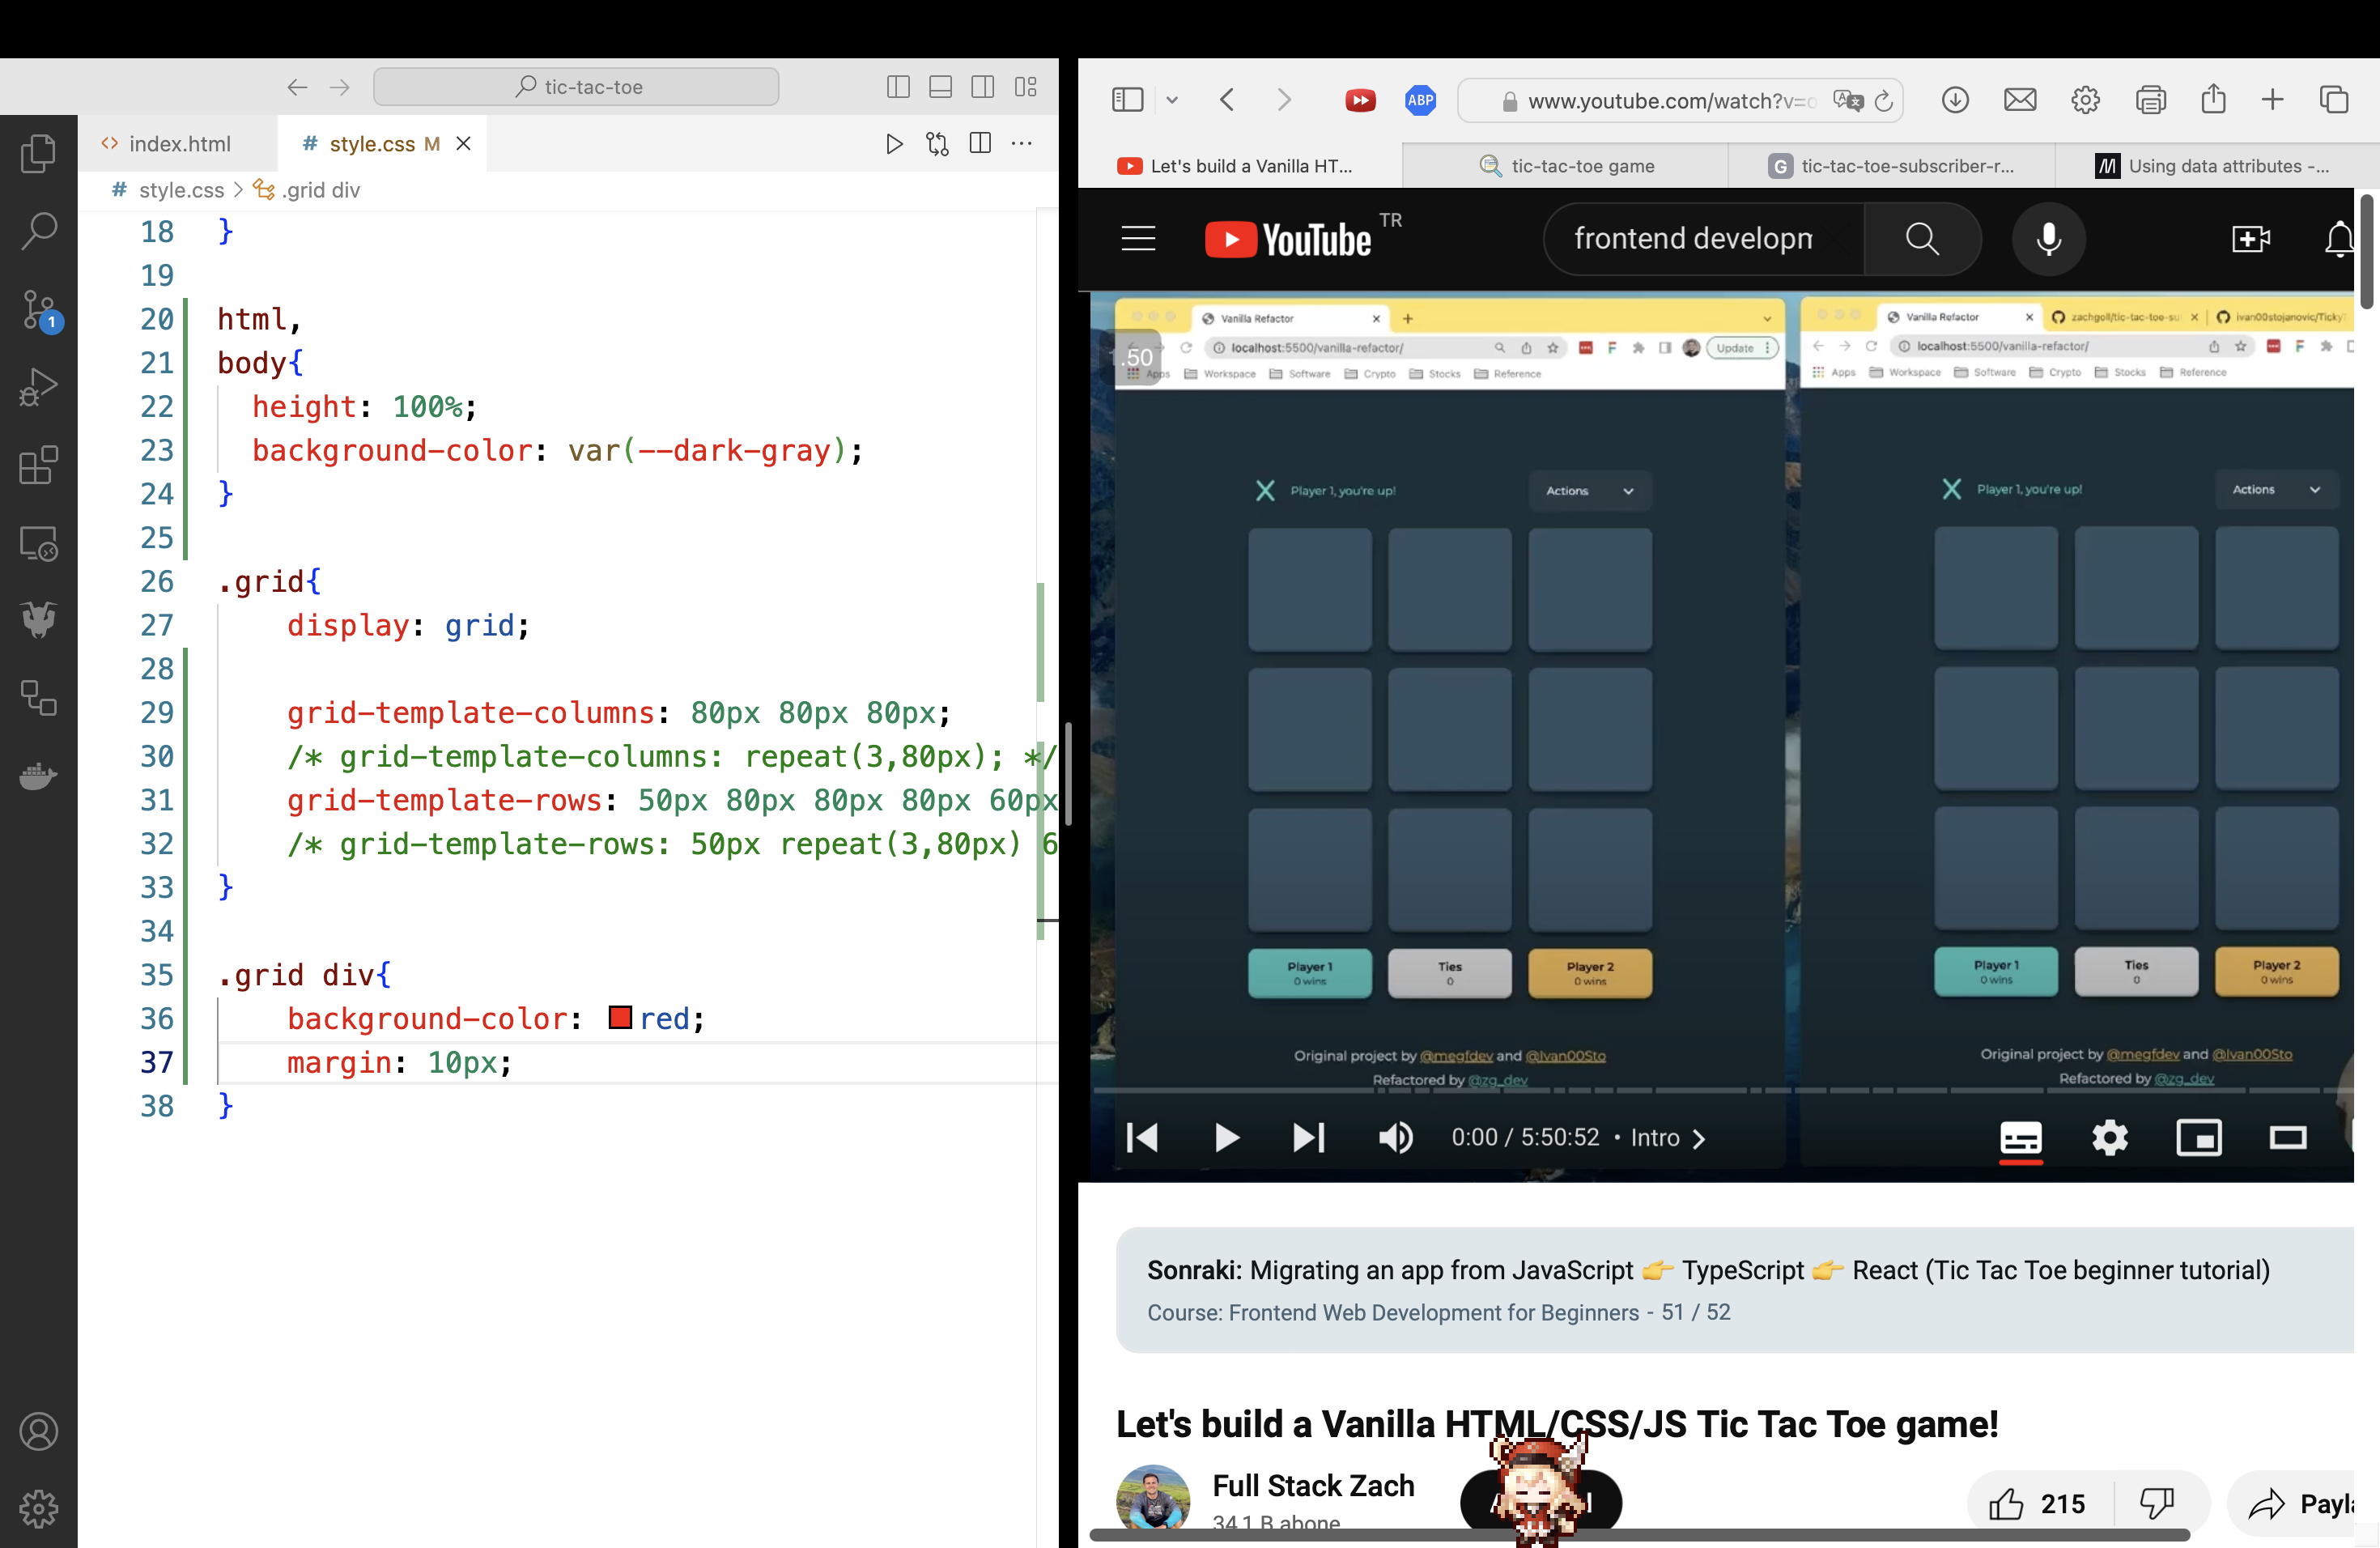 tic-tac-toe
index.html
# style.css M
# style.css > .grid div
18 }
19
20 html,
21 body{
22 height: 100%;
23 background-color: var(--dark-gray);
24 }
25
26 .grid{
27 display: grid;
28
29 grid-template-columns: 80px 80px 80px;
30 /* grid-template-columns: repeat(3,80px); */
31 grid-template-rows: 50px 80px 80px 80px 60px
32 /* grid-template-rows: 50px repeat(3,80px) 6
33 }
34
35 .grid div{
36 background-color: red;
37 margin: 10px;
38 }
1
ABP
www.youtube.com/watch?v=
Let's build a Vanilla HT...
tic-tac-toe game
G tic-tac-toe-subscriber-r...
M Using data attributes -...
YouTube TR
frontend developm
Vanilla Refactor
localhost:5500/vanilla-refactor/
Update
1.50
Apps Workspace Software Crypto Stocks Reference
X Player 1, you're up!
Actions
Player 1
0 wins
Ties
0
Player 2
0 wins
Original project by @megfdev and @Ivan00Sto
Refactored by @zg_dev
Vanilla Refactor
zachgoll/tic-tac-toe-su
ivan00stojanovic/Ticky
localhost:5500/vanilla-refactor/
Apps Workspace Software Crypto Stocks Reference
X Player 1, you're up!
Actions
Player 1
0 wins
Ties
0
Player 2
0 wins
Original project by @megfdev and @Ivan00Sto
Refactored by @zg_dev
0:00 / 5:50:52 • Intro >
Sonraki: Migrating an app from JavaScript 👉 TypeScript 👉 React (Tic Tac Toe beginner tutorial)
Course: Frontend Web Development for Beginners - 51 / 52
Let's build a Vanilla HTML/CSS/JS Tic Tac Toe game!
Full Stack Zach
34,1 B abone
215
Payla